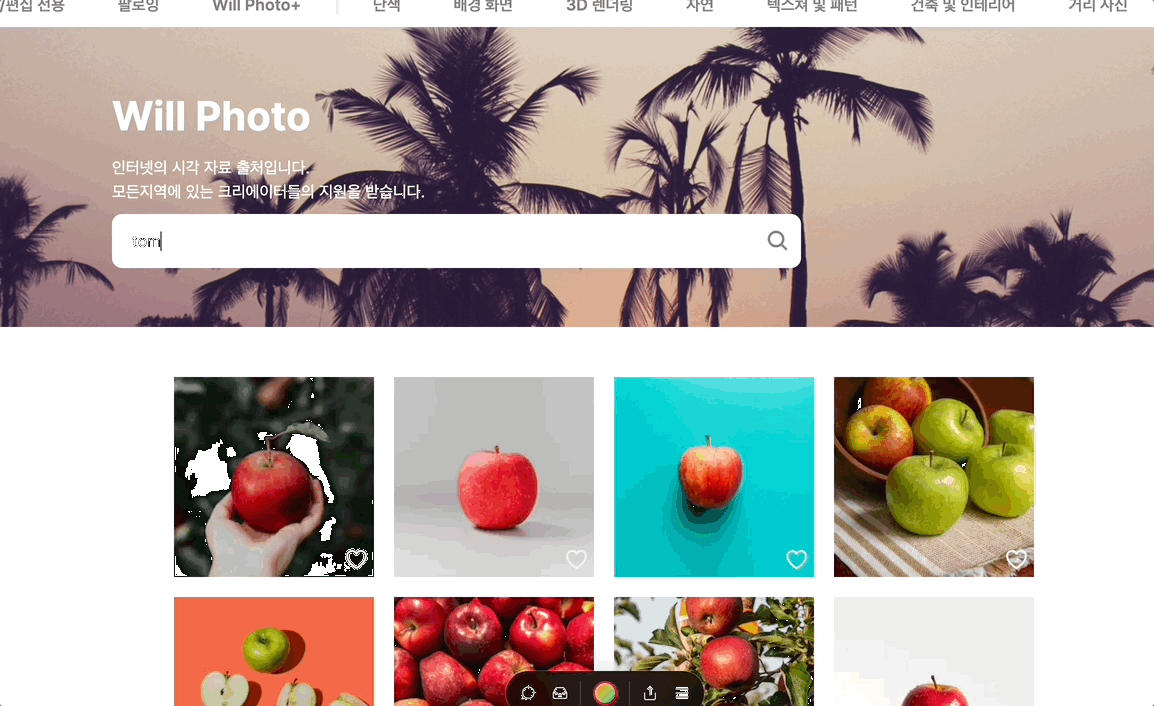 /편집 전용 팔로잉 Will Photo+ 단색 배경 화면 3D 렌더링 자연 텍스쳐 및 패턴 건축 및 인테리어 거리 사진
Will Photo
인터넷의 시각 자료 출처입니다.
모든지역에 있는 크리에이터들의 지원을 받습니다.
tom